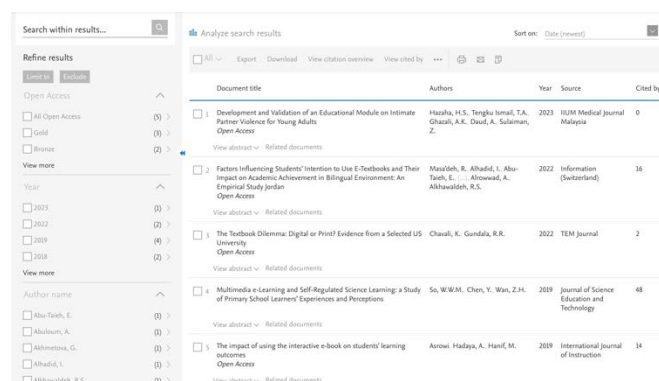 Search within results...
Analyze search results
Sort on: Date (newest)
Refine results
Limit to Exclude
All Export Download View citation overview View cited by •••
Open Access
Document title Authors Year Source Cited by
All Open Access (5)
Gold (3)
Bronze (2)
View more
1 Development and Validation of an Educational Module on Intimate
Partner Violence for Young Adults
Open Access
Hazaha, H.S. Tengku Ismail, T.A.
Ghazali, A.K. Daud, A. Sulaiman,
Z.
2023 IIUM Medical Journal
Malaysia
0
View abstract Related documents
Year
2023 (1)
2022 (2)
2019 (4)
2018 (2)
View more
2 Factors Influencing Students' Intention to Use E-Textbooks and Their
Impact on Academic Achievement in Bilingual Environment: An
Empirical Study Jordan
Open Access
Masa'deh, R. Alhadid, I. Abu-
Taieh, E. (...) Alrowwad, A.
Alkhawaldeh, R.S.
2022 Information
(Switzerland)
16
View abstract Related documents
3 The Textbook Dilemma: Digital or Print? Evidence from a Selected US
University
Open Access
Chavali, K. Gundala, R.R.
2022 TEM Journal
2
View abstract Related documents
Author name
Abu-Taieh, E. (1)
Abuloum, A. (1)
Akhmetova, G. (1)
Alhadid, I. (1)
Alkhawaldeh, R.S. (1)
4 Multimedia e-Learning and Self-Regulated Science Learning: a Study
of Primary School Learners' Experiences and Perceptions
So, W.W.M. Chen, Y. Wan, Z.H.
2019 Journal of Science
Education and
Technology
48
View abstract Related documents
5 The impact of using the interactive e-book on students' learning
outcomes
Open Access
Asrowi Hadaya, A. Hanif, M.
2019 International Journal
of Instruction
14
View abstract Related documents